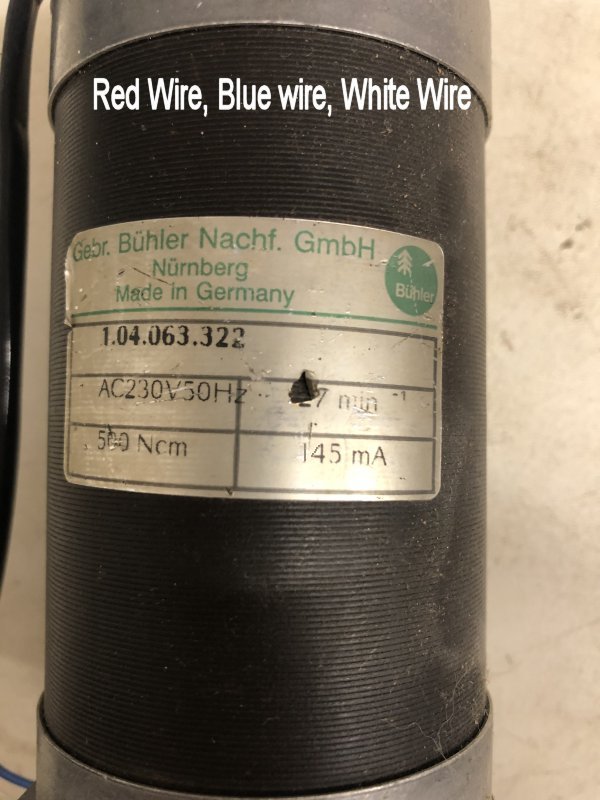 Red Wire, Blue wire, White Wire
Gebr. Bühler Nachf. GmbH
Nürnberg
Made in Germany
Bühler
1.04.063.322
AC230V50Hz
27 min⁻¹
500 Ncm
145 mA